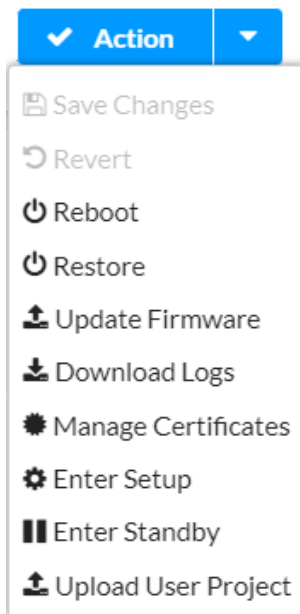 Action
Save Changes
Revert
Reboot
Restore
Update Firmware
Download Logs
Manage Certificates
Enter Setup
Enter Standby
Upload User Project